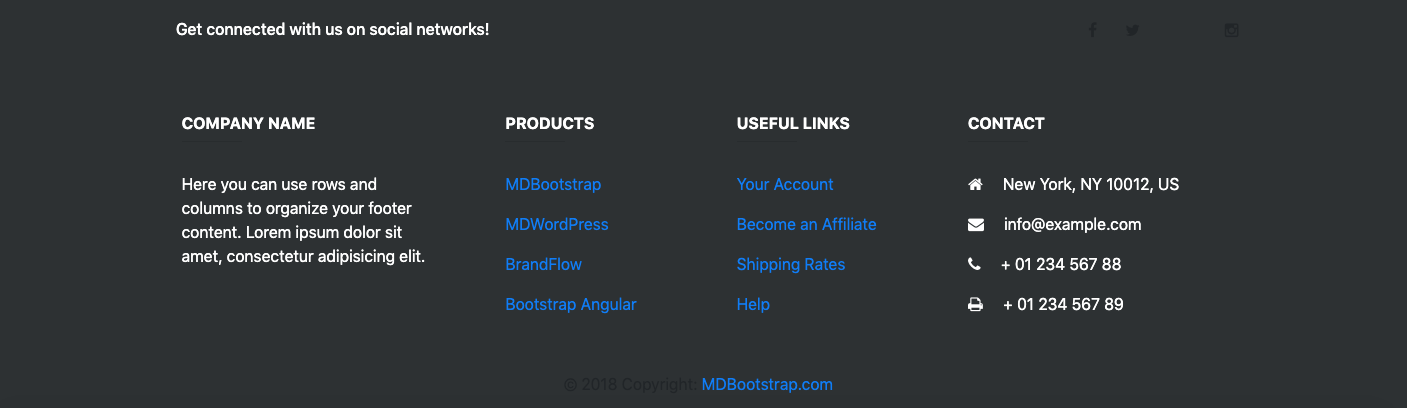 Get connected with us on social networks!
COMPANY NAME
Here you can use rows and
columns to organize your footer
content. Lorem ipsum dolor sit
amet, consectetur adipisicing elit.
PRODUCTS
MDBootstrap
MDWordPress
BrandFlow
Bootstrap Angular
USEFUL LINKS
Your Account
Become an Affiliate
Shipping Rates
Help
CONTACT
New York, NY 10012, US
info@example.com
+ 01 234 567 88
+ 01 234 567 89
© 2018 Copyright: MDBootstrap.com